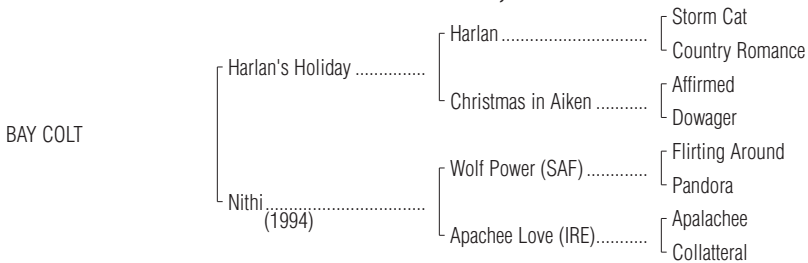 Storm Cat
Harlan
Country Romance
Harlan's Holiday
Affirmed
Christmas in Aiken
Dowager
BAY COLT
Flirting Around
Wolf Power (SAF)
Pandora
Nithi
(1994)
Apalachee
Apachee Love (IRE)
Collatteral